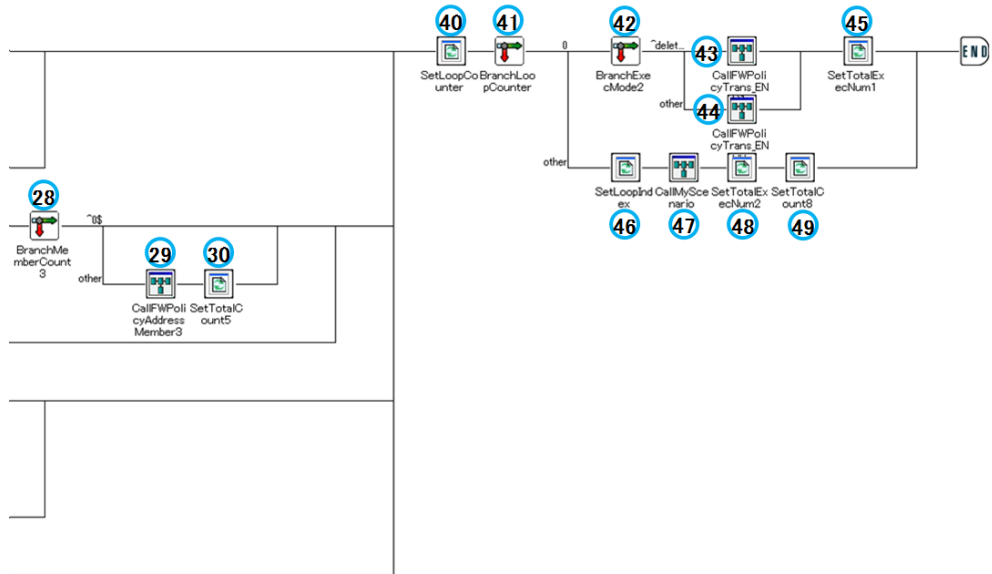 40
41
42
45
0
^delet...
43
END
SetLoopCo
unter
BranchLoo
pCounter
BranchExe
cMode2
CallFWPoli
cyTrans_EN
SetTotalEx
ecNum1
other
44
CallFWPoli
cyTrans_EN
other
28
^0$
SetLoopInd
ex
CallMySce
nario
SetTotalEx
ecNum2
SetTotalC
ount8
46
47
48
49
BranchMe
mberCount
3
29
30
other
CallFWPoli
cyAddress
Member3
SetTotalC
ount5